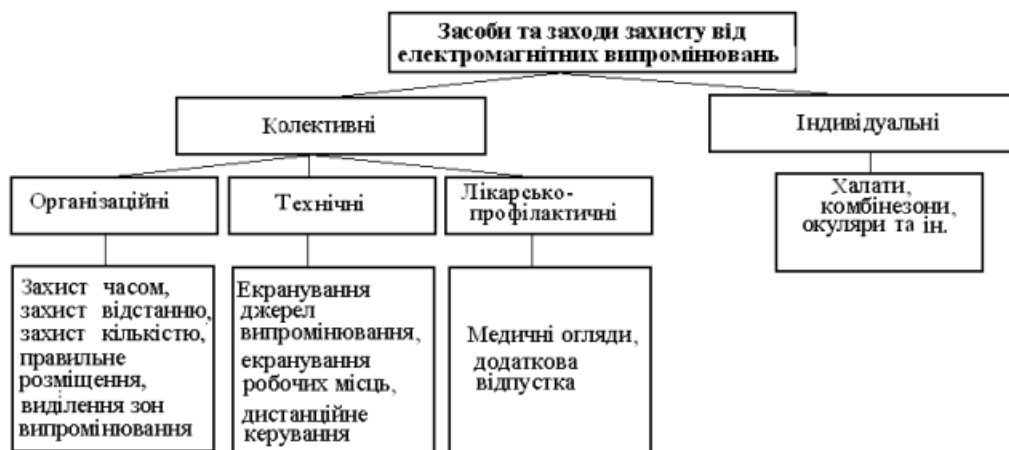 Засоби та заходи захисту від
електромагнітних випромінювань
Колективні
Індивідуальні
Організаційні
Технічні
Лікарсько-
профілактичні
Халати,
комбінезони,
окуляри та ін.
Захист часом,
захист відстанню,
захист кількістю,
правильне
розміщення,
виділення зон
випромінювання
Екранування
джерел
випромінювання,
екранування
робочих місць,
дистанційне
керування
Медичні огляди,
додаткова
відпустка